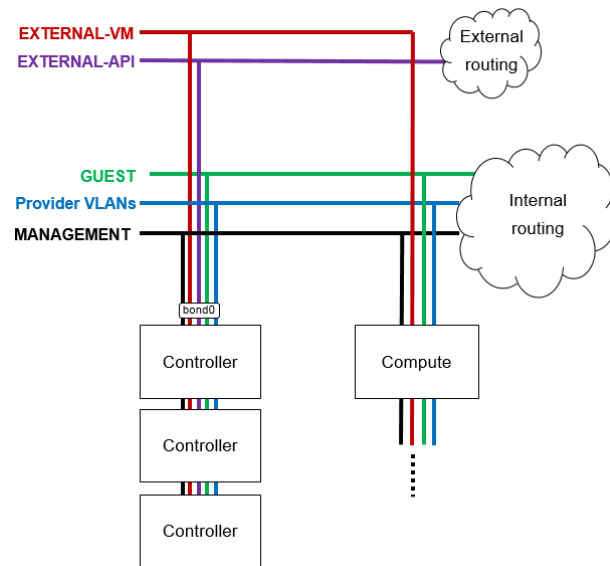 EXTERNAL-VM
EXTERNAL-API
External
routing
GUEST
Provider VLANs
MANAGEMENT
Internal
routing
bond0
Controller
Compute
Controller
Controller